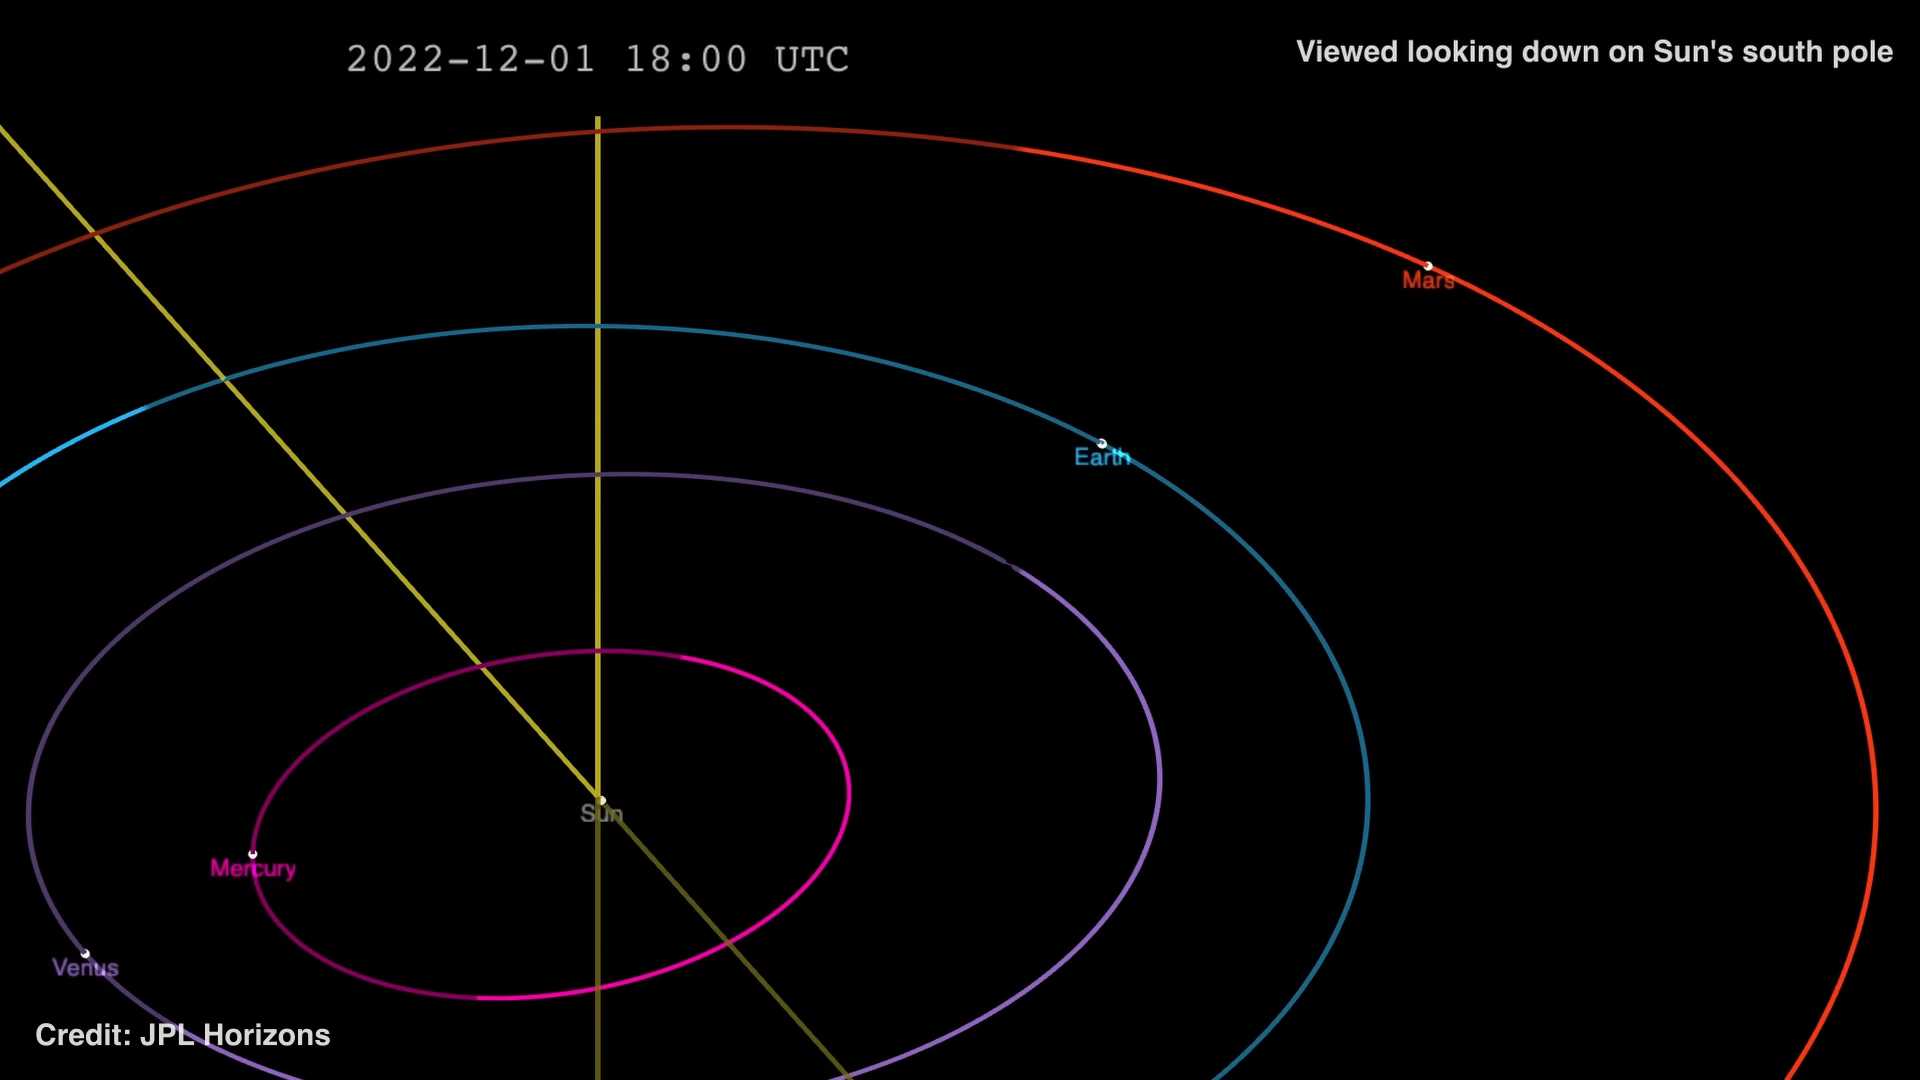 2022-12-01 18:00 UTC
Viewed looking down on Sun's south pole
Mars
Earth
Sun
Mercury
Venus
Credit: JPL Horizons